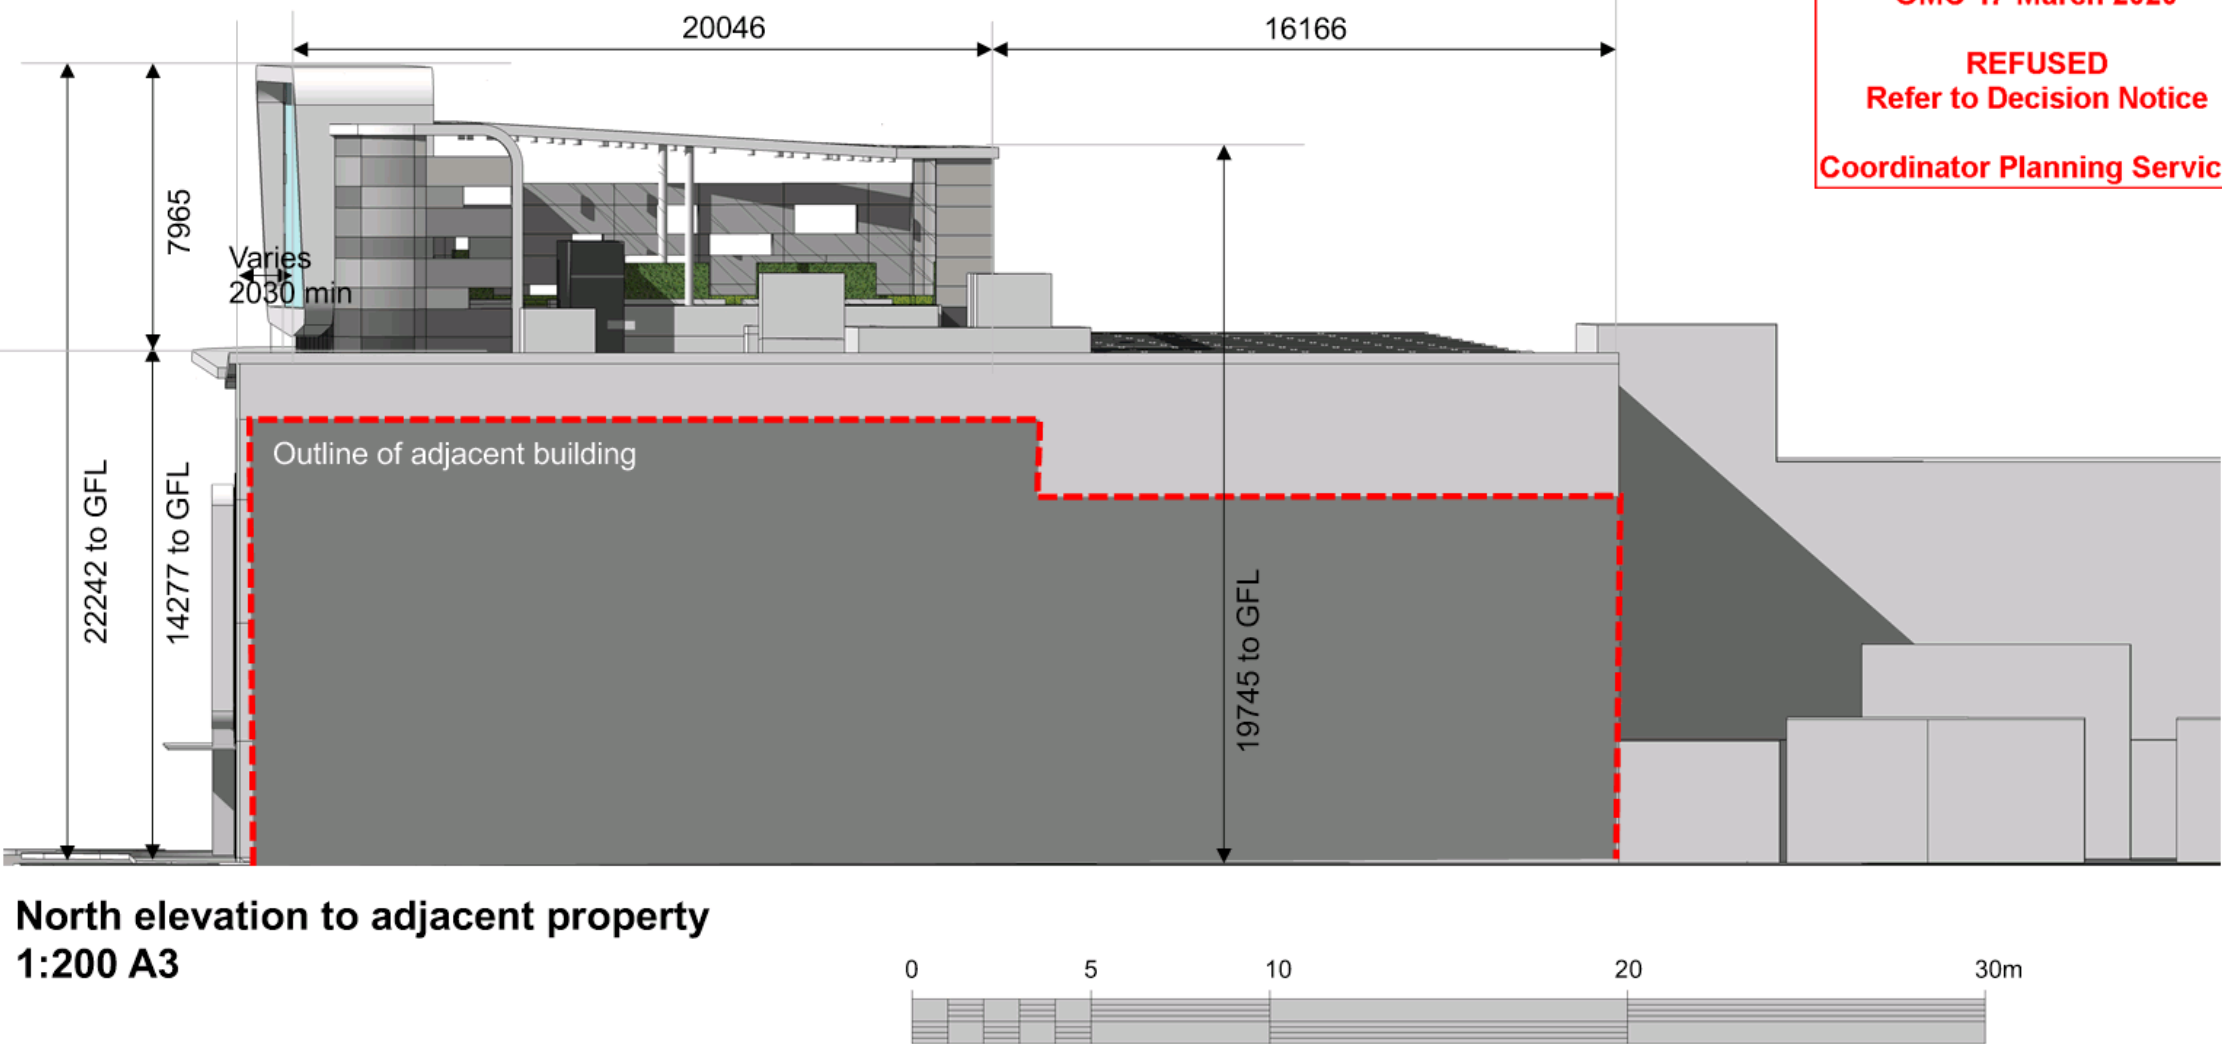 20046
16166
REFUSED
Refer to Decision Notice
Coordinator Planning Servic
7965
Varies
2030 min
Outline of adjacent building
22242 to GFL
14277 to GFL
19745 to GFL
North elevation to adjacent property
1:200 A3
0 5 10 20 30m